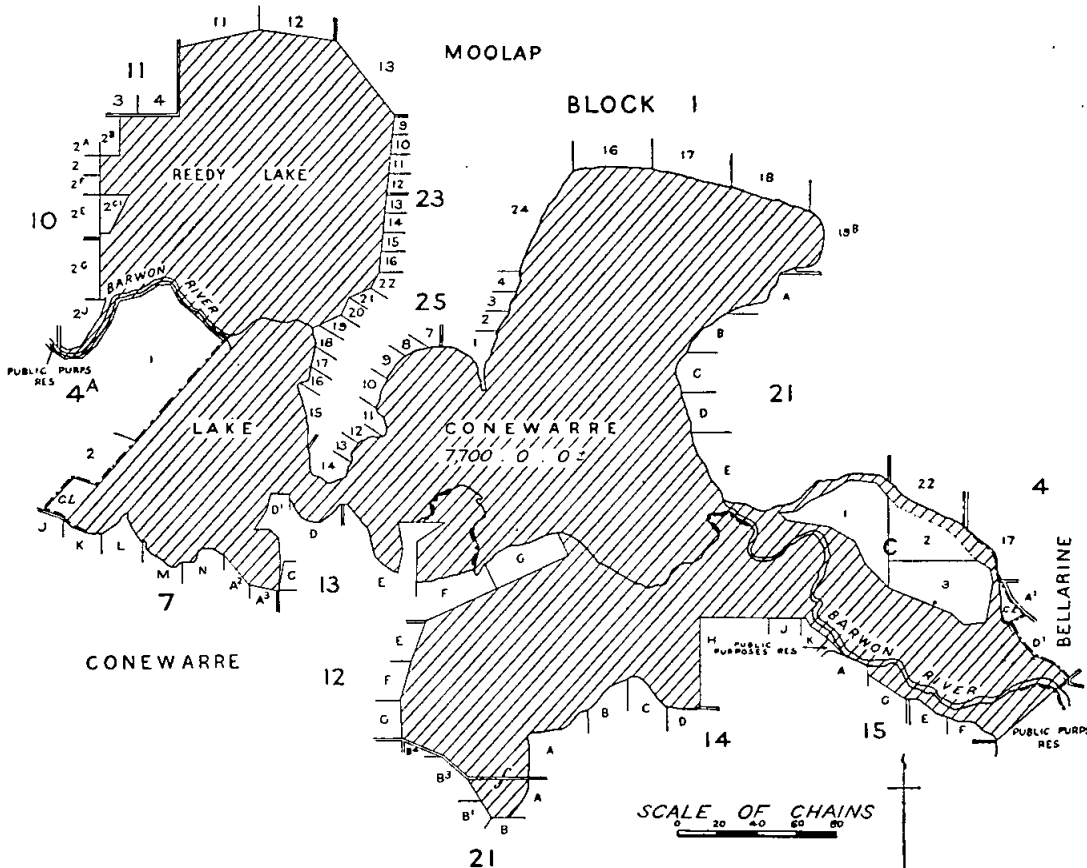 11
12
MOOLAP
11
13
BLOCK 1
3
4
2A
2B
9
10
11
12
13
14
15
16
22
21
20
19
18
17
16
15
14
13
12
11
10
9
8
7
2
2F
2E
2C1
2G
2J
REEDY LAKE
10
23
25
16
17
18
19B
24
4
3
2
1
BARWON
RIVER
PUBLIC PURPS
RES
4A
1
2
CL
LAKE
CONEWARRE
7,700 . 0 . 0 ±
A
B
C
D
E
21
22
4
1
2
C
3
17
A1
CL
D1
BELLARINE
J
K
L
M
N
A2
A3
C
D1
D
E
F
G
7
13
CONEWARRE
12
E
F
G
B2
B3
B1
B
A
A
B
C
D
14
H
PUBLIC
PURPOSES RES
J
K
BARWON
RIVER
A
G
E
F
15
PUBLIC PURPS
RES
21
SCALE OF CHAINS
0 20 40 60 80